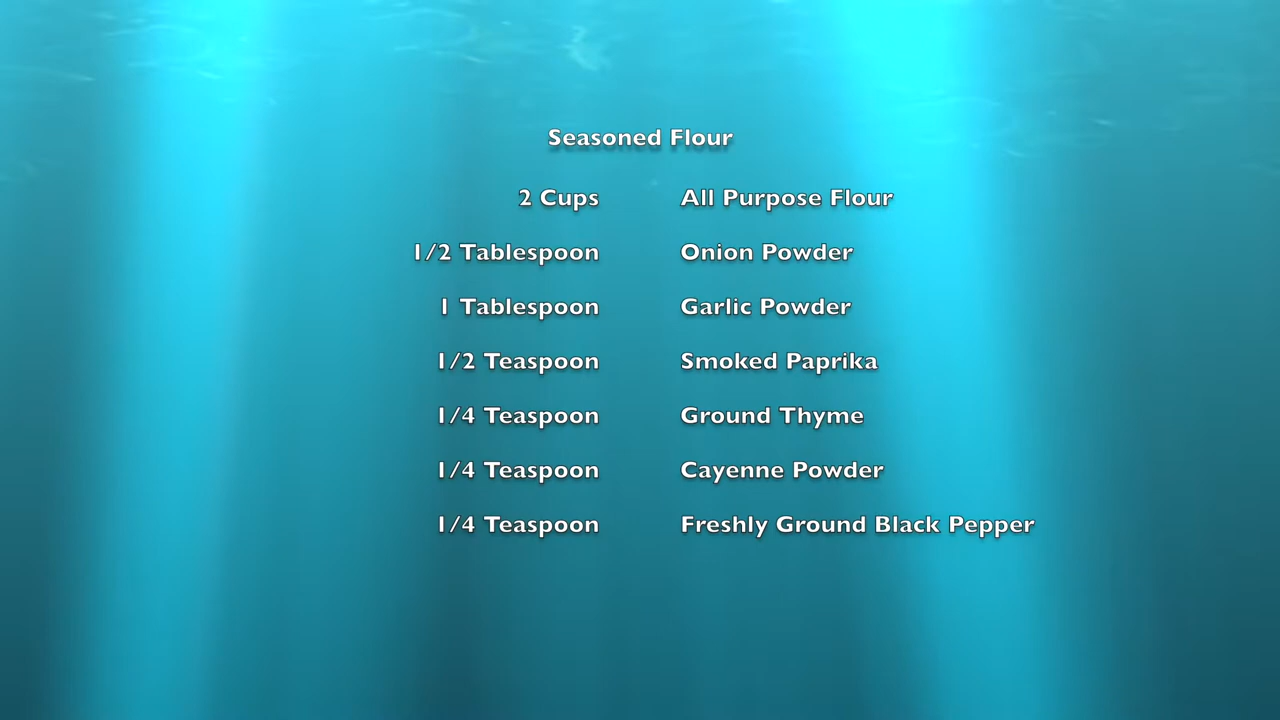 Seasoned Flour
2 Cups All Purpose Flour
1/2 Tablespoon Onion Powder
1 Tablespoon Garlic Powder
1/2 Teaspoon Smoked Paprika
1/4 Teaspoon Ground Thyme
1/4 Teaspoon Cayenne Powder
1/4 Teaspoon Freshly Ground Black Pepper